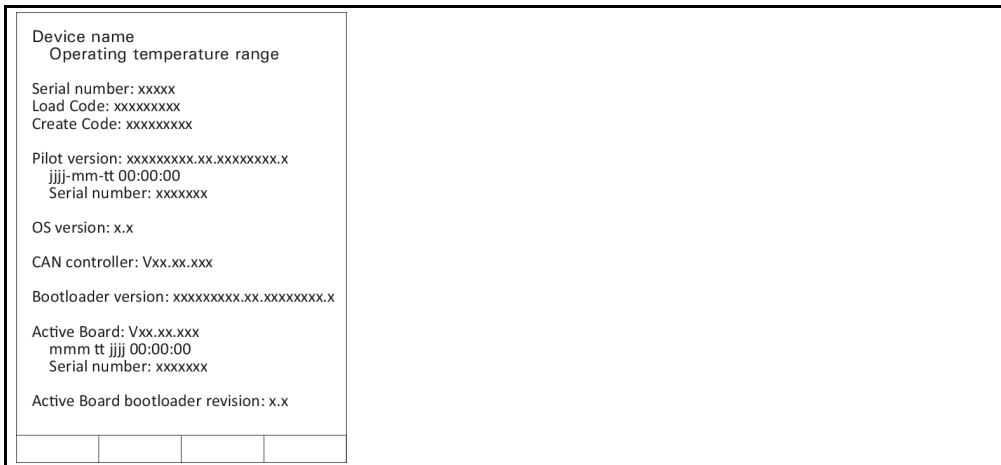 Device name
Operating temperature range
Serial number: xxxxx
Load Code: xxxxxxxxx
Create Code: xxxxxxxxx
Pilot version: xxxxxxxxx.xx.xxxxxxxx.x
jjjj-mm-tt 00:00:00
Serial number: xxxxxxx
OS version: x.x
CAN controller: Vxx.xx.xxx
Bootloader version: xxxxxxxxx.xx.xxxxxxxx.x
Active Board: Vxx.xx.xxx
mmm tt jjjj 00:00:00
Serial number: xxxxxxx
Active Board bootloader revision: x.x